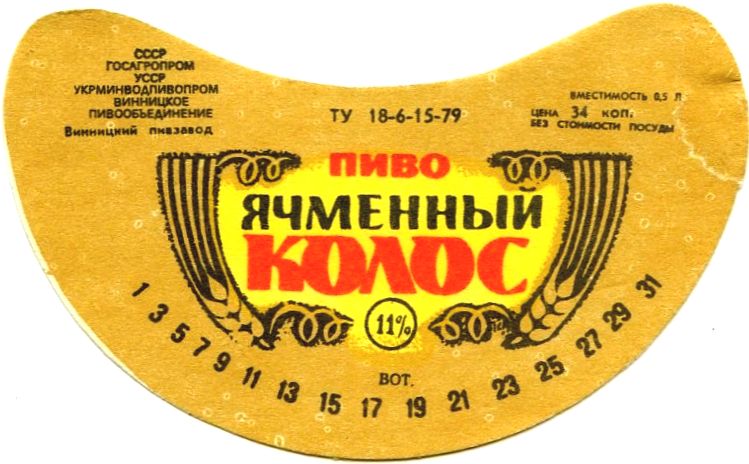 СССР
ГОСАГРОПРОМ
УССР
УКРМИНВОДПИВОПРОМ
ВИННИЦКОЕ
ПИВООБЪЕДИНЕНИЕ
Винницкий пивзавод
ТУ 18-6-15-79
ВМЕСТИМОСТЬ 0,5 Л
ЦЕНА 34 КОП.
БЕЗ СТОИМОСТИ ПОСУДЫ
ПИВО
ЯЧМЕННЫЙ
КОЛОС
11%
ВОТ.
1 3 5 7 9 11 13 15 17 19 21 23 25 27 29 31